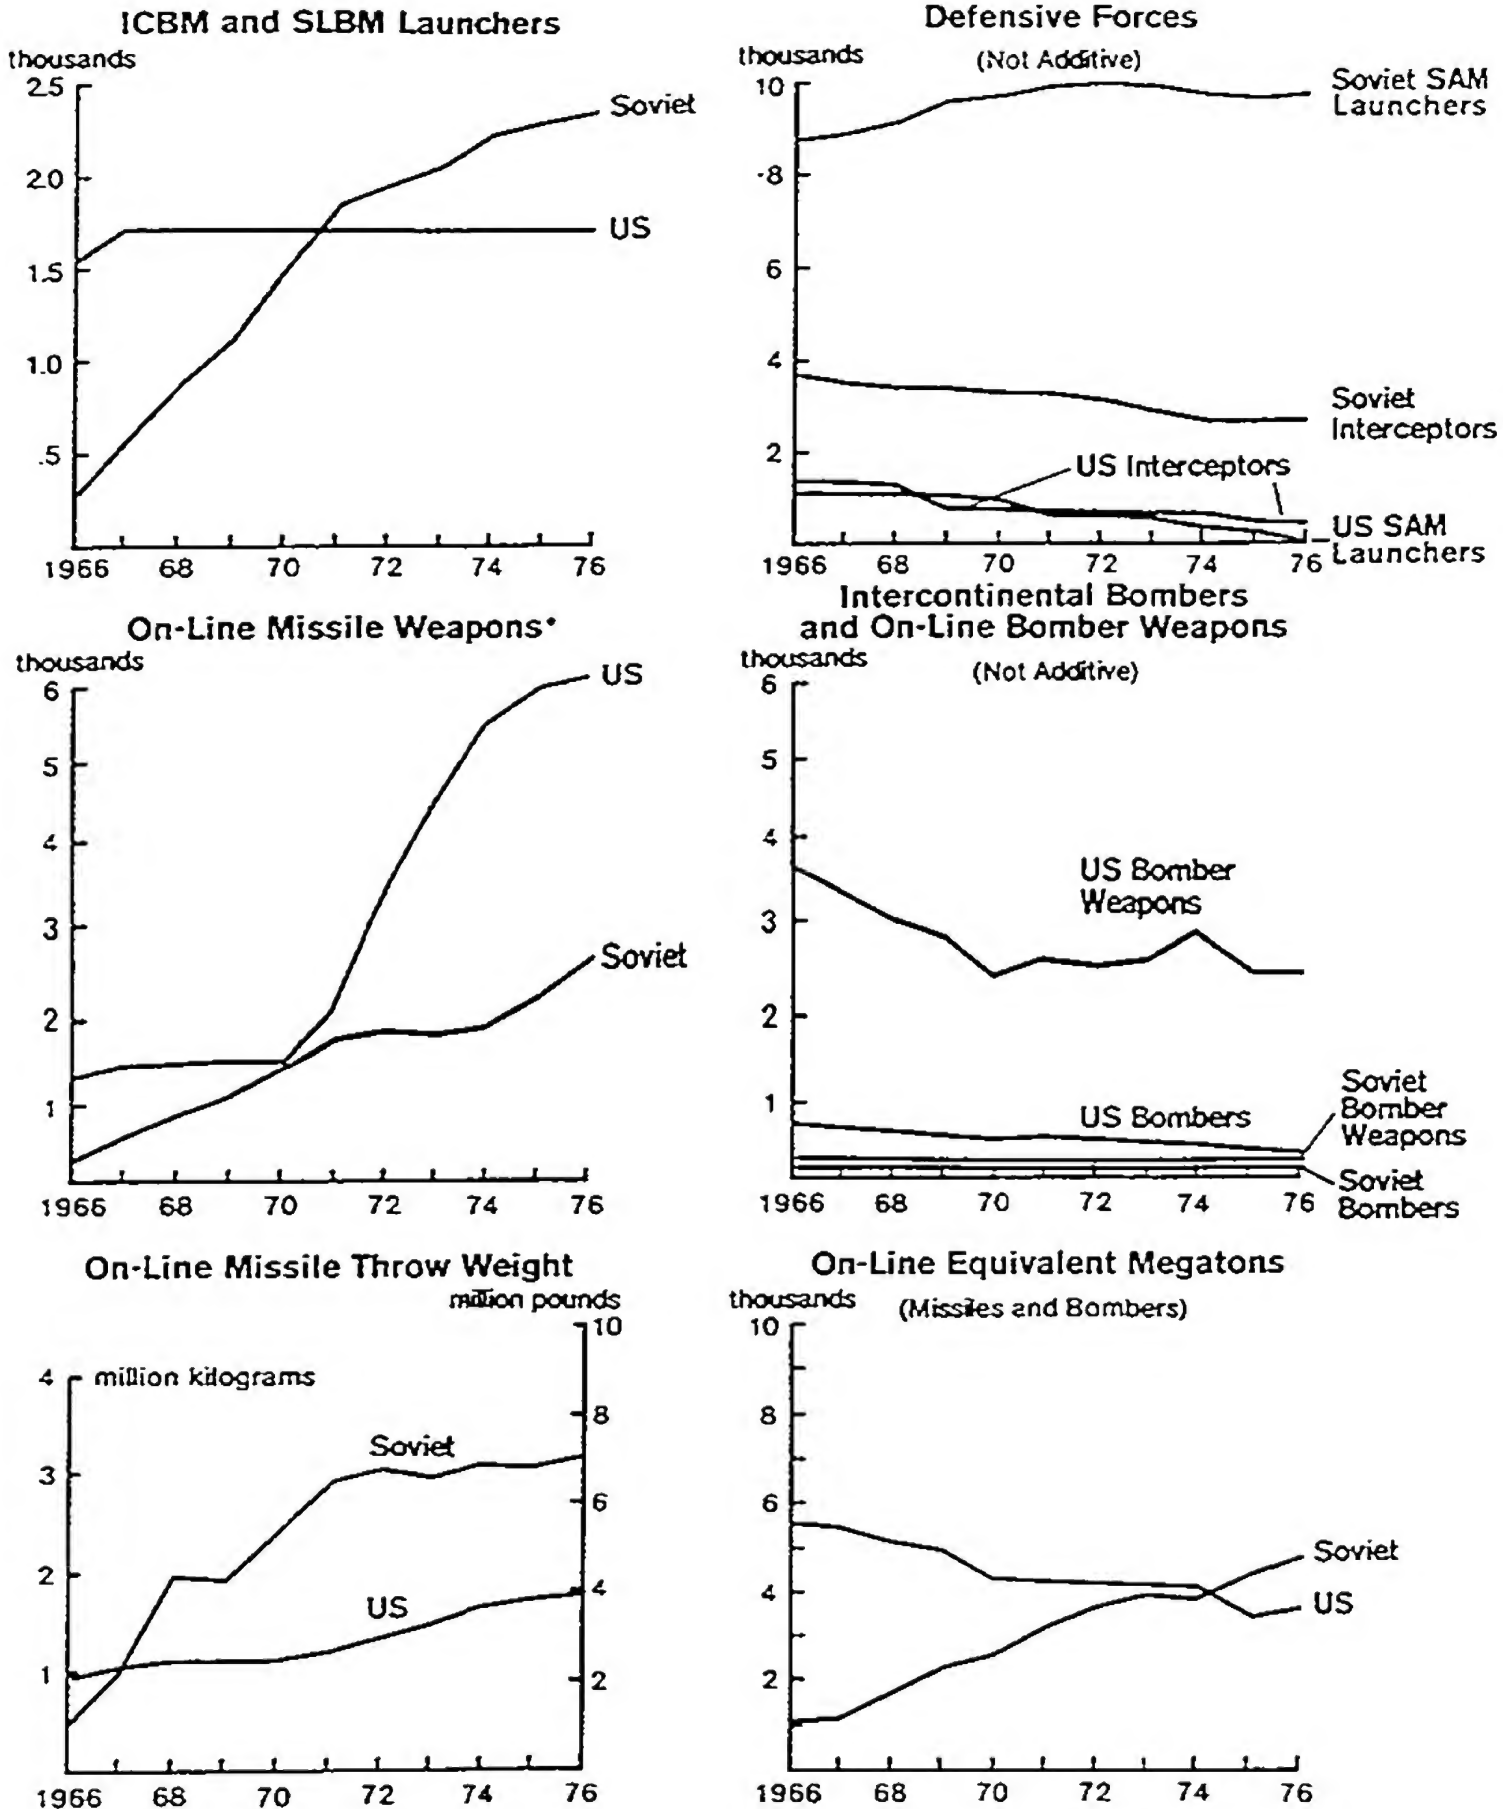 ICBM and SLBM Launchers
thousands
2.5
2.0
1.5
1.0
.5
Soviet
US
1966 68 70 72 74 76
Defensive Forces
thousands
(Not Additive)
10
8
6
4
2
Soviet SAM
Launchers
Soviet
Interceptors
US Interceptors
US SAM
Launchers
1966 68 70 72 74 76
On-Line Missile Weapons*
thousands
6
5
4
3
2
1
US
Soviet
1966 68 70 72 74 76
Intercontinental Bombers
and On-Line Bomber Weapons
thousands
(Not Additive)
6
5
4
3
2
1
US Bomber
Weapons
US Bombers
Soviet
Bomber
Weapons
Soviet
Bombers
1966 68 70 72 74 76
On-Line Missile Throw Weight
million pounds
10
8
6
4
2
million kilograms
4
3
2
1
Soviet
US
1966 68 70 72 74 76
On-Line Equivalent Megatons
thousands
(Missiles and Bombers)
10
8
6
4
2
Soviet
US
1966 68 70 72 74 76